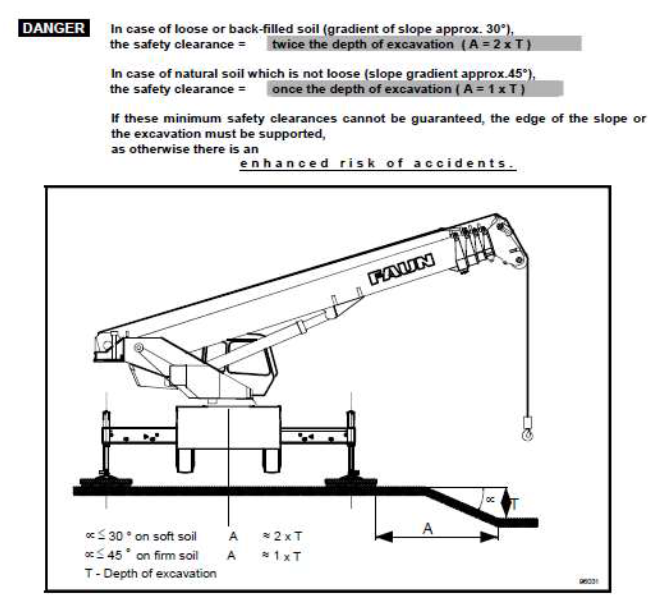 DANGER In case of loose or back-filled soil (gradient of slope approx. 30°),
the safety clearance = twice the depth of excavation ( A = 2 x T )
In case of natural soil which is not loose (slope gradient approx.45°),
the safety clearance = once the depth of excavation ( A = 1 x T )
If these minimum safety clearances cannot be guaranteed, the edge of the slope or
the excavation must be supported,
as otherwise there is an
enhanced risk of accidents.
FAUN
∝
T
A
∝ ≤ 30 ° on soft soil A ≈ 2 x T
∝ ≤ 45 ° on firm soil A ≈ 1 x T
T - Depth of excavation
96031